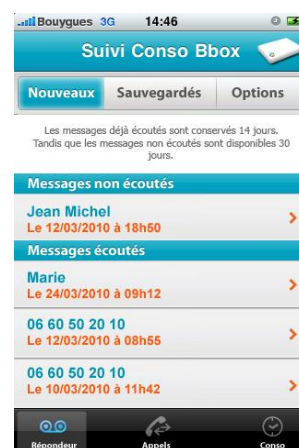 Bouygues 3G 14:46
Suivi Conso Bbox
Nouveaux Sauvegardés Options
Les messages déjà écoutés sont conservés 14 jours.
Tandis que les messages non écoutés sont disponibles 30
jours.
Messages non écoutés
Jean Michel
Le 12/03/2010 à 18h50
Messages écoutés
Marie
Le 24/03/2010 à 09h12
06 60 50 20 10
Le 12/03/2010 à 08h55
06 60 50 20 10
Le 10/03/2010 à 11h42
Répondeur Appels Conso